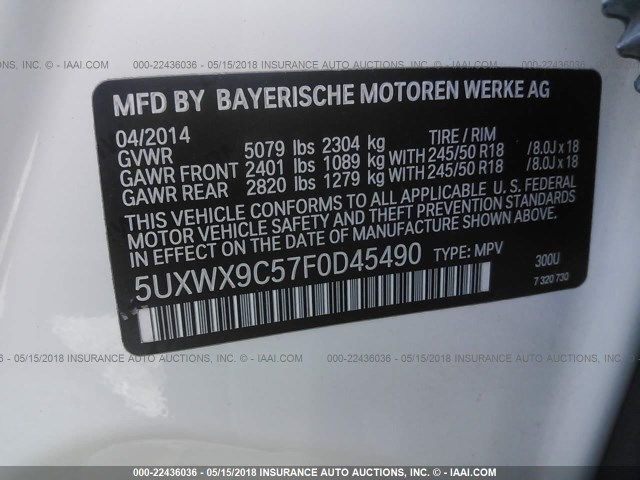 000-22436036 - 05/15/2018 INSURANCE AUTO AUCTIONS, INC. © - IAAI.COM
MFD BY BAYERISCHE MOTOREN WERKE AG
04/2014 TIRE / RIM
GVWR 5079 lbs 2304 kg
GAWR FRONT 2401 lbs 1089 kg WITH 245/50 R18 /8.0J x 18
GAWR REAR 2820 lbs 1279 kg WITH 245/50 R18 /8.0J x 18
THIS VEHICLE CONFORMS TO ALL APPLICABLE U. S. FEDERAL
MOTOR VEHICLE SAFETY AND THEFT PREVENTION STANDARDS
IN EFFECT ON THE DATE OF MANUFACTURE SHOWN ABOVE.
5UXWX9C57F0D45490 TYPE: MPV 300U
7 320 730
000-22436036 - 05/15/2018 INSURANCE AUTO AUCTIONS, INC. © - IAAI.COM
000-22436036 - 05/15/2018 INSURANCE AUTO AUCTIONS, INC. © - IAAI.COM